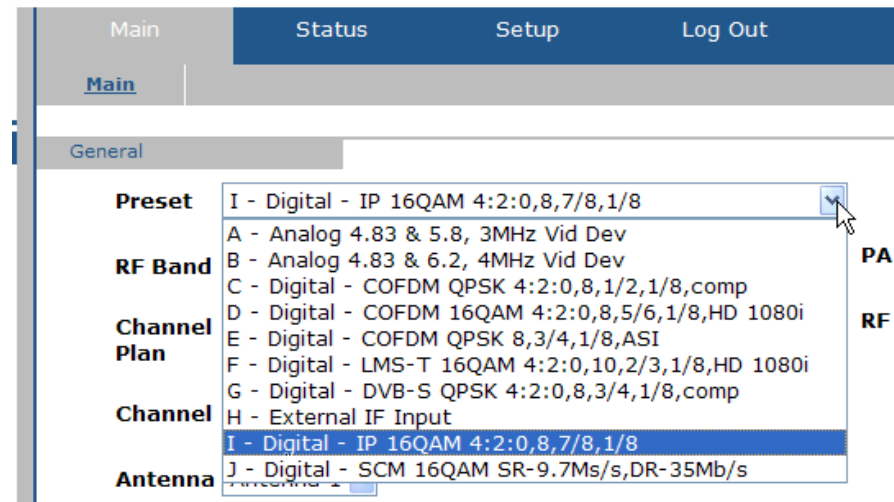 Main Status Setup Log Out
Main
General
Preset I - Digital - IP 16QAM 4:2:0,8,7/8,1/8
A - Analog 4.83 & 5.8, 3MHz Vid Dev
RF Band B - Analog 4.83 & 6.2, 4MHz Vid Dev PA
C - Digital - COFDM QPSK 4:2:0,8,1/2,1/8,comp
D - Digital - COFDM 16QAM 4:2:0,8,5/6,1/8,HD 1080i
Channel Plan E - Digital - COFDM QPSK 8,3/4,1/8,ASI RF
F - Digital - LMS-T 16QAM 4:2:0,10,2/3,1/8,HD 1080i
G - Digital - DVB-S QPSK 4:2:0,8,3/4,1/8,comp
Channel H - External IF Input
I - Digital - IP 16QAM 4:2:0,8,7/8,1/8
J - Digital - SCM 16QAM SR-9.7Ms/s,DR-35Mb/s
Antenna